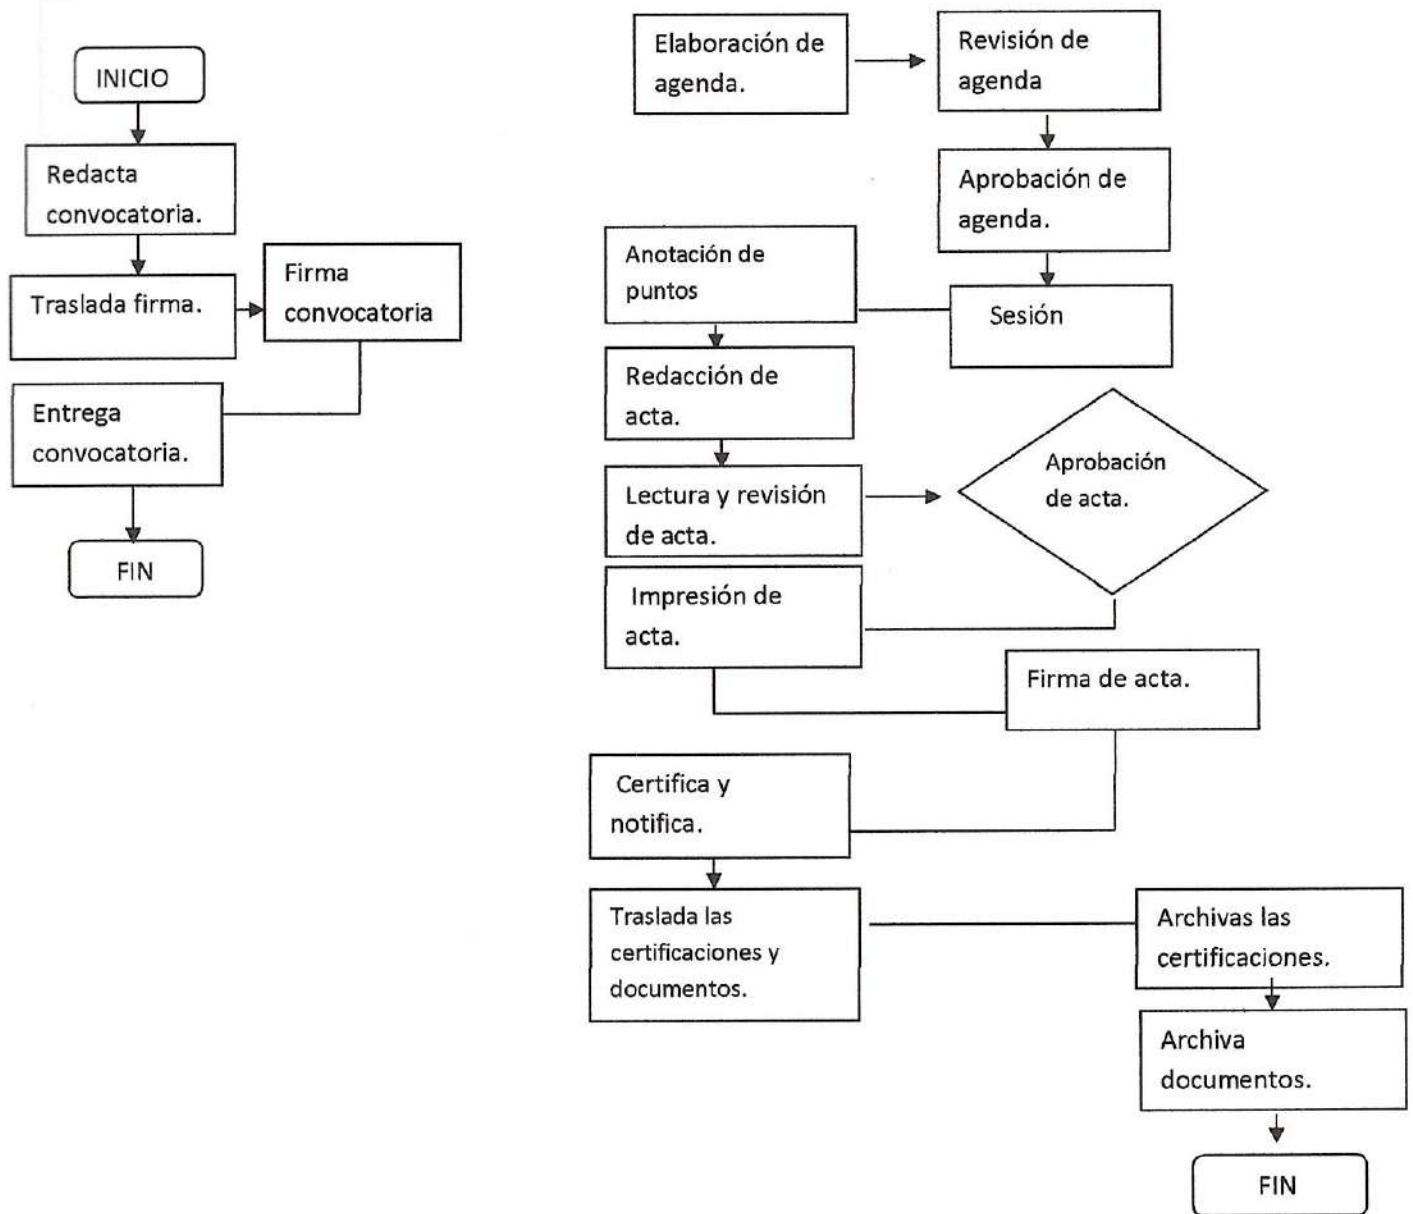 INICIO
Redacta
convocatoria.
Traslada firma.
Firma
convocatoria
Entrega
convocatoria.
FIN
Elaboración de
agenda.
Revisión de
agenda
Aprobación de
agenda.
Sesión
Anotación de
puntos
Redacción de
acta.
Lectura y revisión
de acta.
Aprobación
de acta.
Impresión de
acta.
Firma de acta.
Certifica y
notifica.
Traslada las
certificaciones y
documentos.
Archivas las
certificaciones.
Archiva
documentos.
FIN